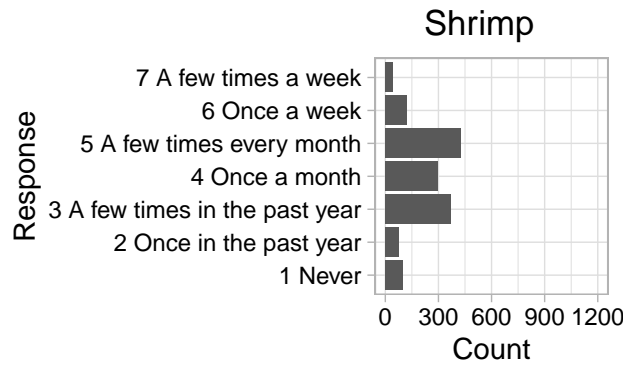 Shrimp
Response
7 A few times a week
6 Once a week
5 A few times every month
4 Once a month
3 A few times in the past year
2 Once in the past year
1 Never
0 300 600 900 1200
Count